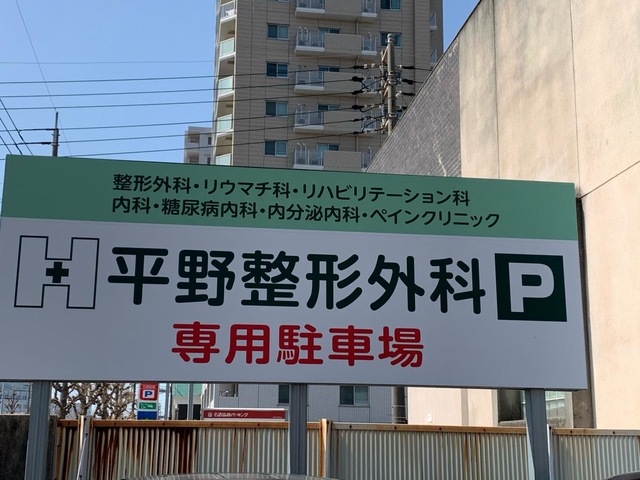 整形外科・リウマチ科・リハビリテーション科
内科・糖尿病内科・内分泌内科・ペインクリニック
H 平野整形外科 P
専用駐車場
P